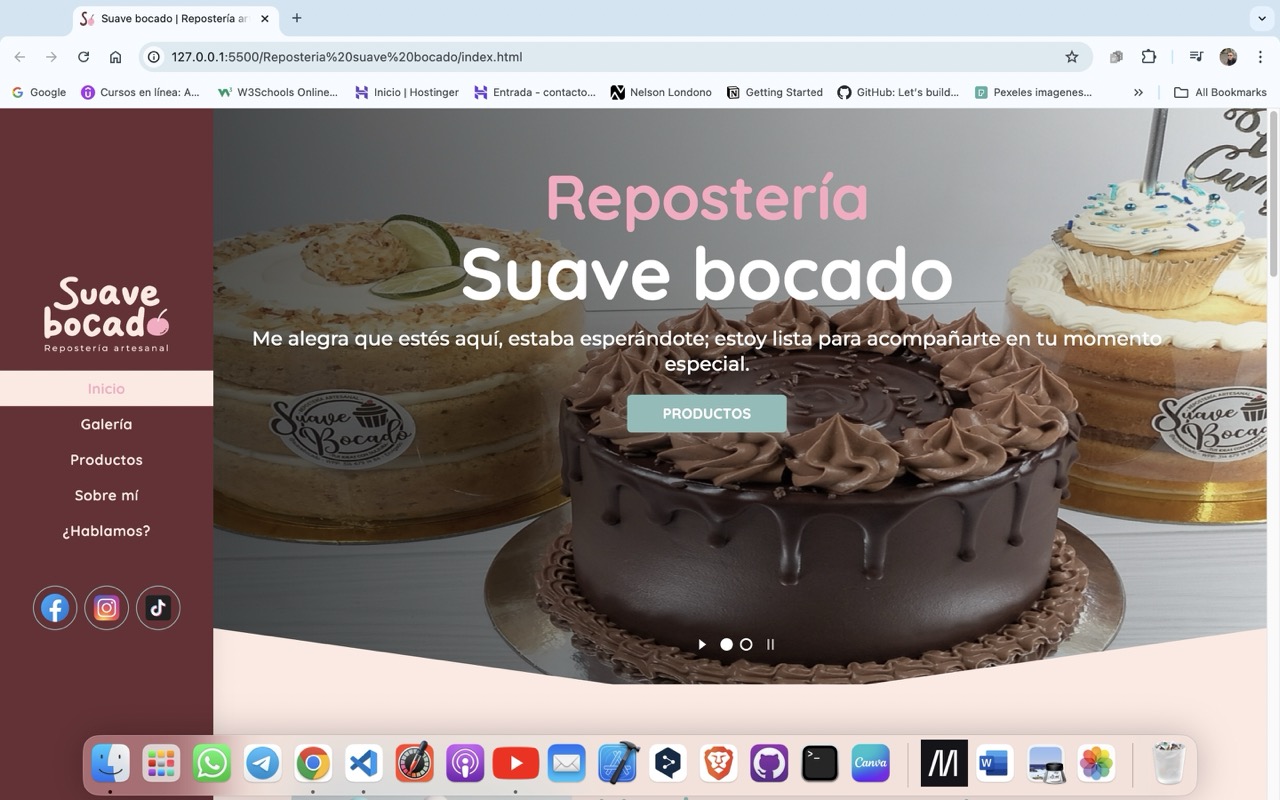 Suave bocado | Repostería ar
127.0.0.1:5500/Reposteria%20suave%20bocado/index.html
Google
Cursos en línea: A...
W3Schools Online...
Inicio | Hostinger
Entrada - contacto...
Nelson Londono
Getting Started
GitHub: Let's build...
Pexeles imagenes...
All Bookmarks
Suave
bocado
Repostería artesanal
Inicio
Galería
Productos
Sobre mí
¿Hablamos?
Repostería
Suave bocado
Me alegra que estés aquí, estaba esperándote; estoy lista para acompañarte en tu momento
especial.
PRODUCTOS
Suave
Bocado
Suave
Boca
Canva